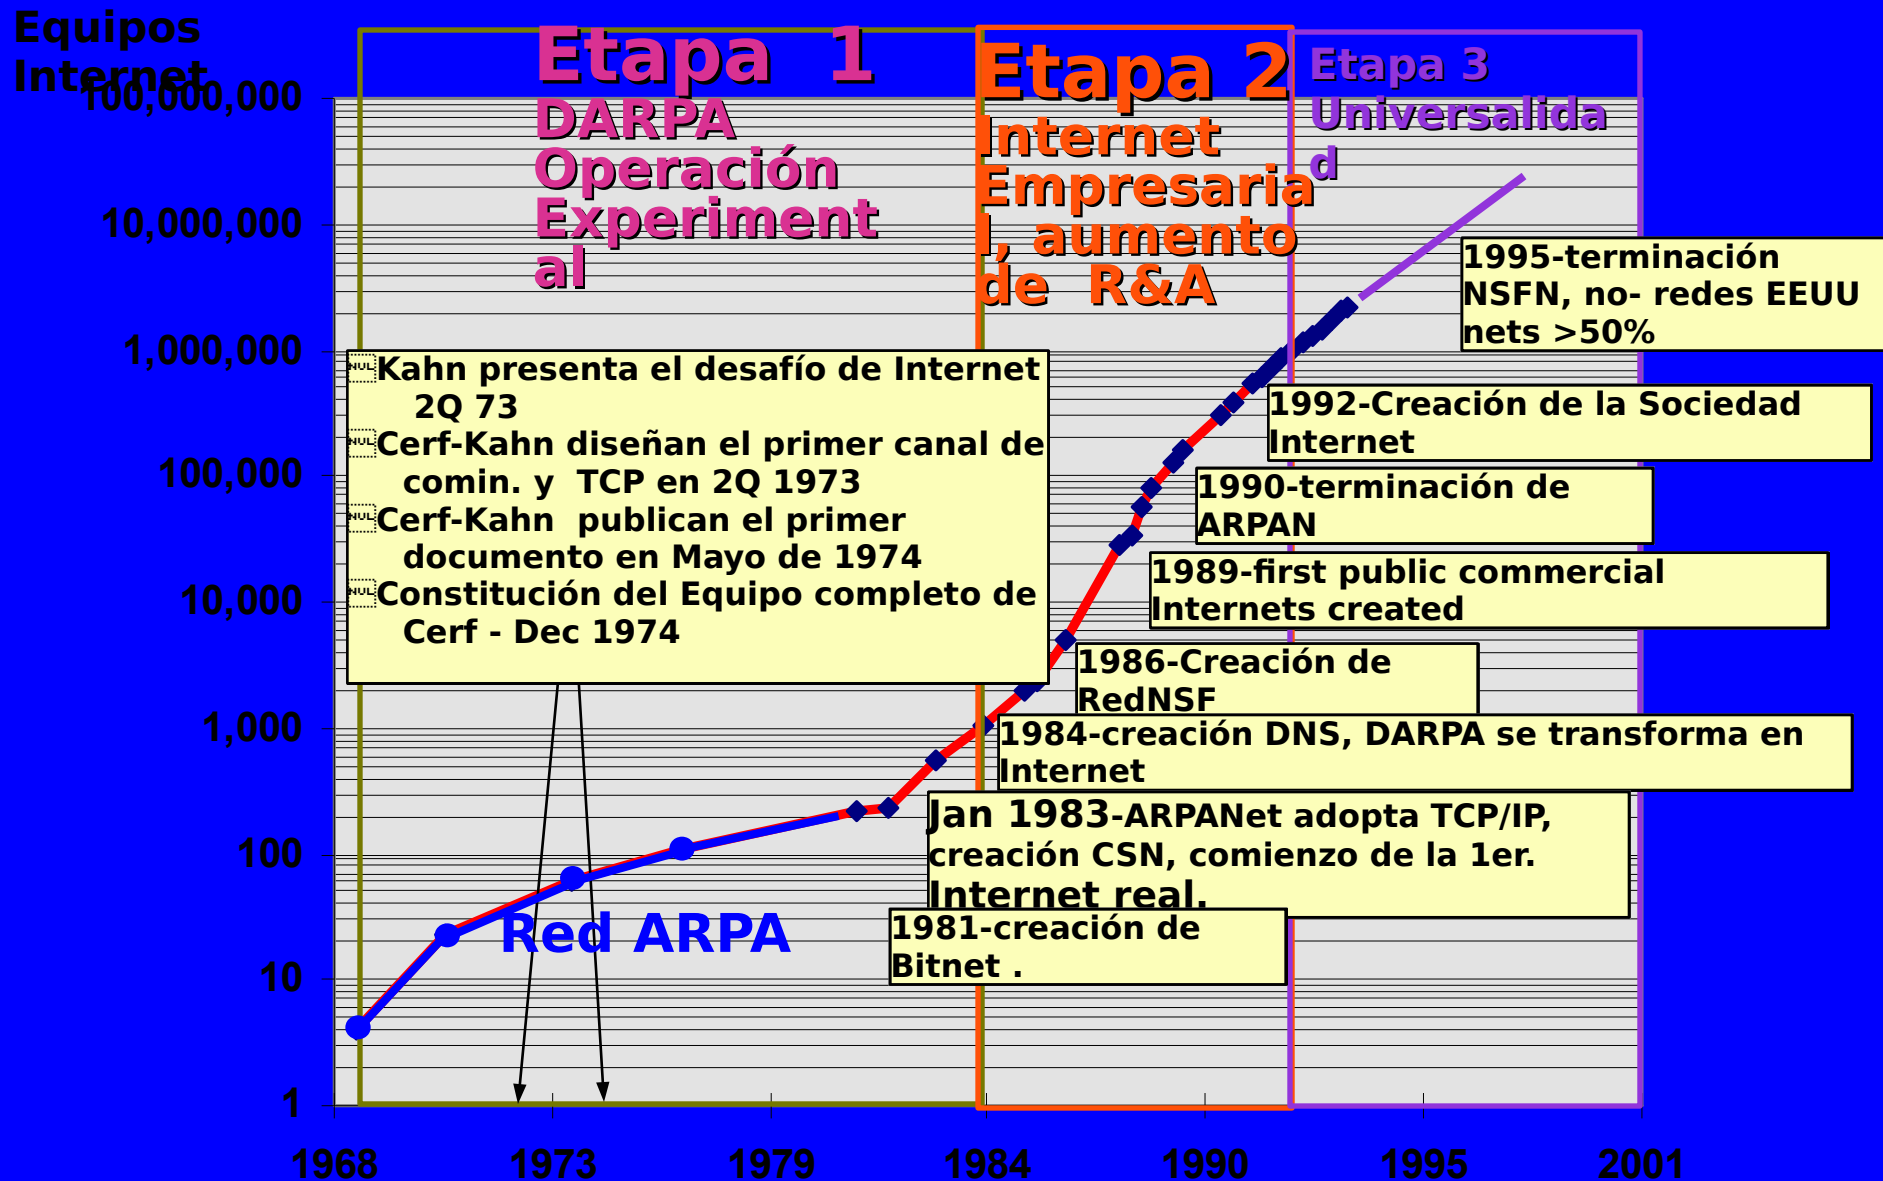 Equipos
Internet
Etapa 1
DARPA
Operación
Experiment
al
Etapa 2
Internet
Empresaria
l, aumento
de R&A
Etapa 3
Universalida
d
100,000,000
10,000,000
1,000,000
100,000
10,000
1,000
100
10
1
Kahn presenta el desafío de Internet
2Q 73
Cerf-Kahn diseñan el primer canal de
comin. y TCP en 2Q 1973
Cerf-Kahn publican el primer
documento en Mayo de 1974
Constitución del Equipo completo de
Cerf - Dec 1974
1995-terminación
NSFN, no- redes EEUU
nets >50%
1992-Creación de la Sociedad
Internet
1990-terminación de
ARPAN
1989-first public commercial
Internets created
1986-Creación de
RedNSF
1984-creación DNS, DARPA se transforma en
Internet
Jan 1983-ARPANet adopta TCP/IP,
creación CSN, comienzo de la 1er.
Internet real.
1981-creación de
Bitnet .
Red ARPA
1968 1973 1979 1984 1990 1995 2001